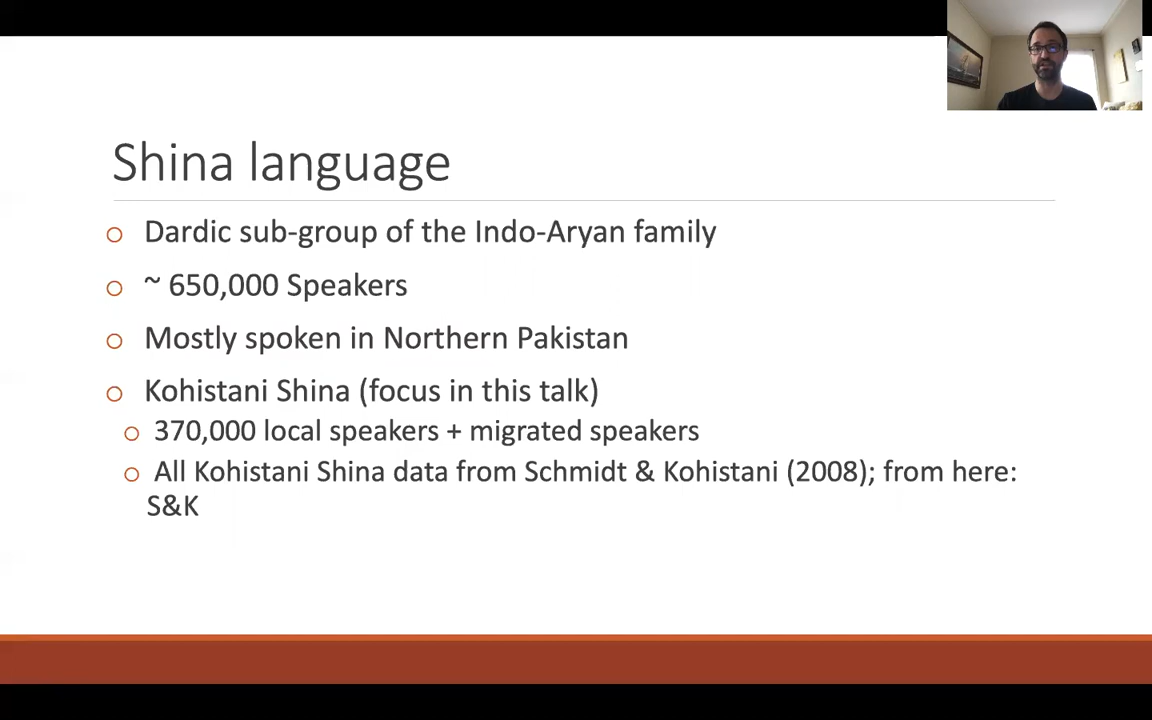 Shina language
Dardic sub-group of the Indo-Aryan family
~ 650,000 Speakers
Mostly spoken in Northern Pakistan
Kohistani Shina (focus in this talk)
370,000 local speakers + migrated speakers
All Kohistani Shina data from Schmidt & Kohistani (2008); from here:
S&K